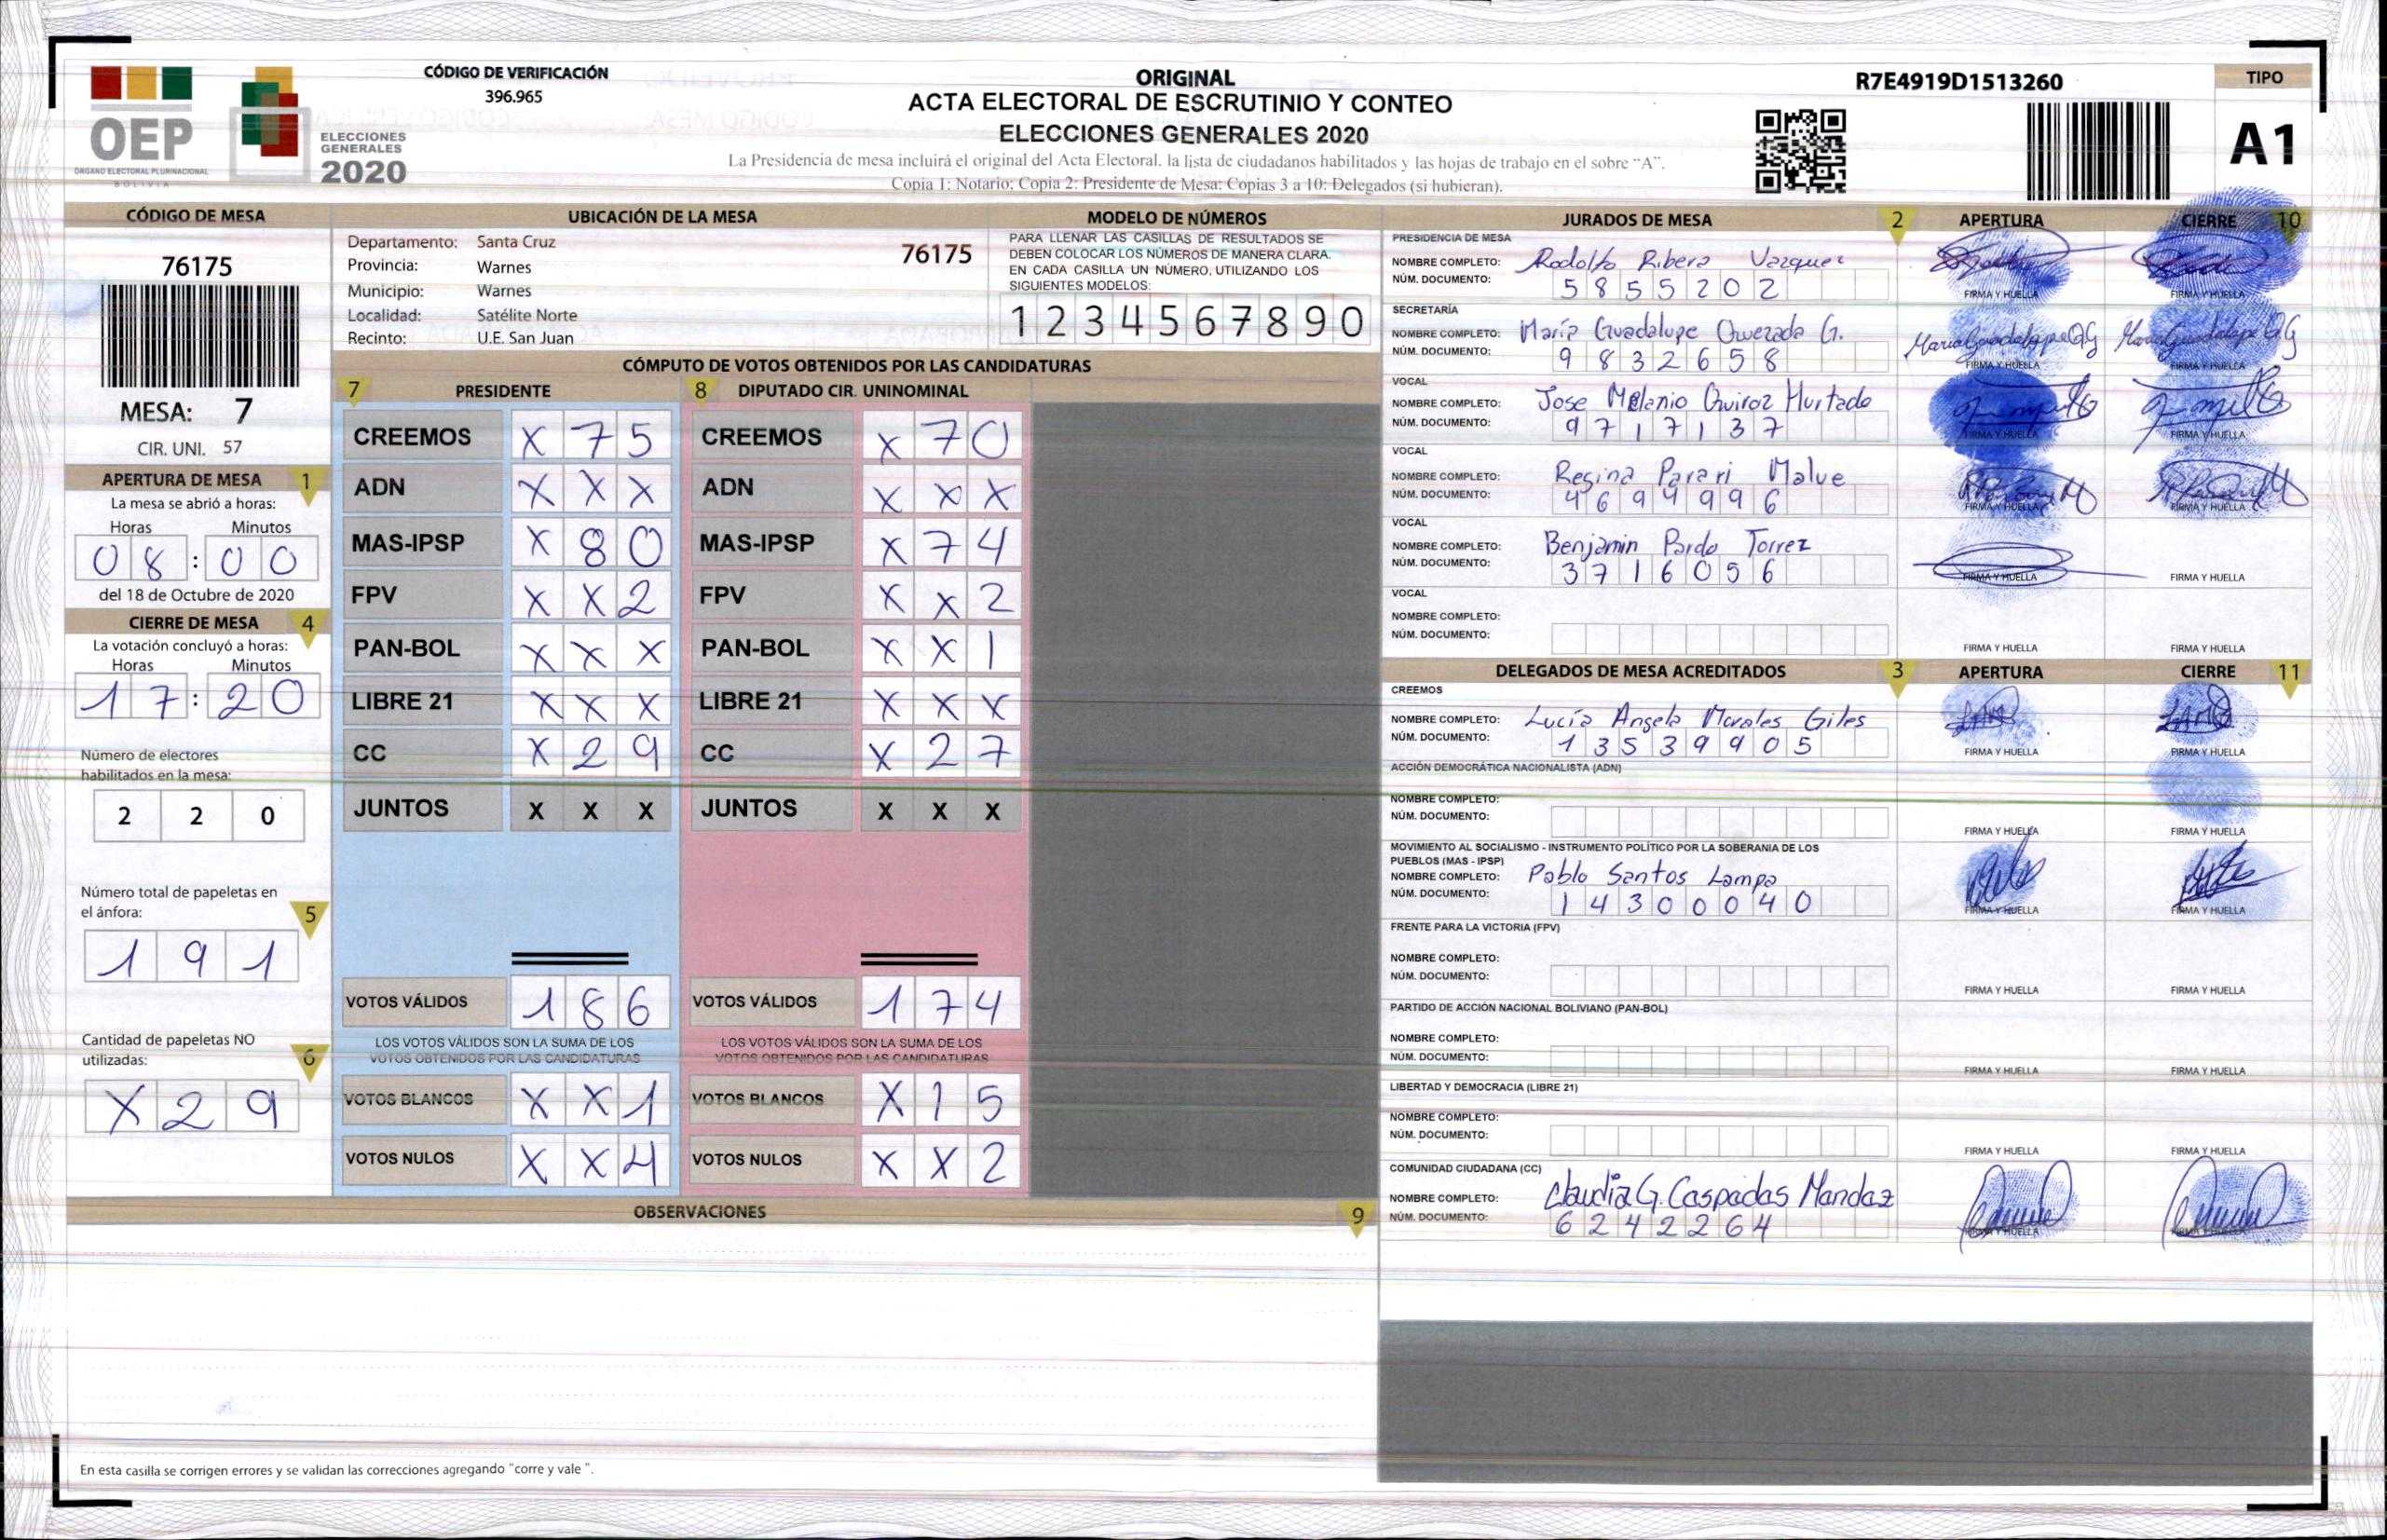 OEP
ÓRGANO ELECTORAL PLURINACIONAL
BOLIVIA
ELECCIONES
GENERALES
2020
CÓDIGO DE VERIFICACIÓN
396.965
ORIGINAL
ACTA ELECTORAL DE ESCRUTINIO Y CONTEO
ELECCIONES GENERALES 2020
La Presidencia de mesa incluirá el original del Acta Electoral, la lista de ciudadanos habilitados y las hojas de trabajo en el sobre “A”.
Copia 1: Notario; Copia 2: Presidente de Mesa; Copias 3 a 10: Delegados (si hubieran).
R7E4919D1513260
TIPO
A1
CÓDIGO DE MESA
76175
MESA: 7
CIR. UNI. 57
APERTURA DE MESA 1
La mesa se abrió a horas:
Horas Minutos
08:00
del 18 de Octubre de 2020
CIERRE DE MESA 4
La votación concluyó a horas:
Horas Minutos
17:20
Número de electores
habilitados en la mesa:
2 2 0
Número total de papeletas en
el ánfora: 5
1 9 1
Cantidad de papeletas NO
utilizadas: 6
X 2 9
UBICACIÓN DE LA MESA
Departamento: Santa Cruz 76175
Provincia: Warnes
Municipio: Warnes
Localidad: Satélite Norte
Recinto: U.E. San Juan
MODELO DE NÚMEROS
PARA LLENAR LAS CASILLAS DE RESULTADOS SE
DEBEN COLOCAR LOS NÚMEROS DE MANERA CLARA.
EN CADA CASILLA UN NÚMERO, UTILIZANDO LOS
SIGUIENTES MODELOS:
1 2 3 4 5 6 7 8 9 0
CÓMPUTO DE VOTOS OBTENIDOS POR LAS CANDIDATURAS
7 PRESIDENTE 8 DIPUTADO CIR. UNINOMINAL
CREEMOS X 7 5 CREEMOS X 7 0
ADN X X X ADN X X X
MAS-IPSP X 8 0 MAS-IPSP X 7 4
FPV X X 2 FPV X X 2
PAN-BOL X X X PAN-BOL X X 1
LIBRE 21 X X X LIBRE 21 X X X
CC X 2 9 CC X 2 7
JUNTOS X X X JUNTOS X X X
VOTOS VÁLIDOS 1 8 6 VOTOS VÁLIDOS 1 7 4
LOS VOTOS VÁLIDOS SON LA SUMA DE LOS LOS VOTOS VÁLIDOS SON LA SUMA DE LOS
VOTOS OBTENIDOS POR LAS CANDIDATURAS VOTOS OBTENIDOS POR LAS CANDIDATURAS
VOTOS BLANCOS X X 1 VOTOS BLANCOS X 1 5
VOTOS NULOS X X 4 VOTOS NULOS X X 2
OBSERVACIONES 9
En esta casilla se corrigen errores y se validan las correcciones agregando "corre y vale ".
JURADOS DE MESA 2 APERTURA CIERRE 10
PRESIDENCIA DE MESA
NOMBRE COMPLETO: Rodolfo Ribera Vazquez
NÚM. DOCUMENTO: 5855202
FIRMA Y HUELLA FIRMA Y HUELLA
SECRETARÍA
NOMBRE COMPLETO: María Guadalupe Quezada G.
NÚM. DOCUMENTO: 9832658
FIRMA Y HUELLA FIRMA Y HUELLA
VOCAL
NOMBRE COMPLETO: Jose Melanio Quiroz Hurtado
NÚM. DOCUMENTO: 9717137
FIRMA Y HUELLA FIRMA Y HUELLA
VOCAL
NOMBRE COMPLETO: Regina Parari Malue
NÚM. DOCUMENTO: 4694996
FIRMA Y HUELLA FIRMA Y HUELLA
VOCAL
NOMBRE COMPLETO: Benjamin Pardo Torrez
NÚM. DOCUMENTO: 3716056
FIRMA Y HUELLA FIRMA Y HUELLA
VOCAL
NOMBRE COMPLETO:
NÚM. DOCUMENTO:
FIRMA Y HUELLA FIRMA Y HUELLA
DELEGADOS DE MESA ACREDITADOS 3 APERTURA CIERRE 11
CREEMOS
NOMBRE COMPLETO: Lucía Angela Morales Giles
NÚM. DOCUMENTO: 13539905
FIRMA Y HUELLA FIRMA Y HUELLA
ACCIÓN DEMOCRÁTICA NACIONALISTA (ADN)
NOMBRE COMPLETO:
NÚM. DOCUMENTO:
FIRMA Y HUELLA FIRMA Y HUELLA
MOVIMIENTO AL SOCIALISMO - INSTRUMENTO POLÍTICO POR LA SOBERANIA DE LOS
PUEBLOS (MAS - IPSP)
NOMBRE COMPLETO: Pablo Santos Lampa
NÚM. DOCUMENTO: 14300040
FIRMA Y HUELLA FIRMA Y HUELLA
FRENTE PARA LA VICTORIA (FPV)
NOMBRE COMPLETO:
NÚM. DOCUMENTO:
FIRMA Y HUELLA FIRMA Y HUELLA
PARTIDO DE ACCIÓN NACIONAL BOLIVIANO (PAN-BOL)
NOMBRE COMPLETO:
NÚM. DOCUMENTO:
FIRMA Y HUELLA FIRMA Y HUELLA
LIBERTAD Y DEMOCRACIA (LIBRE 21)
NOMBRE COMPLETO:
NÚM. DOCUMENTO:
FIRMA Y HUELLA FIRMA Y HUELLA
COMUNIDAD CIUDADANA (CC)
NOMBRE COMPLETO: Claudia G. Caspadas Mandaz
NÚM. DOCUMENTO: 6242264
FIRMA Y HUELLA FIRMA Y HUELLA